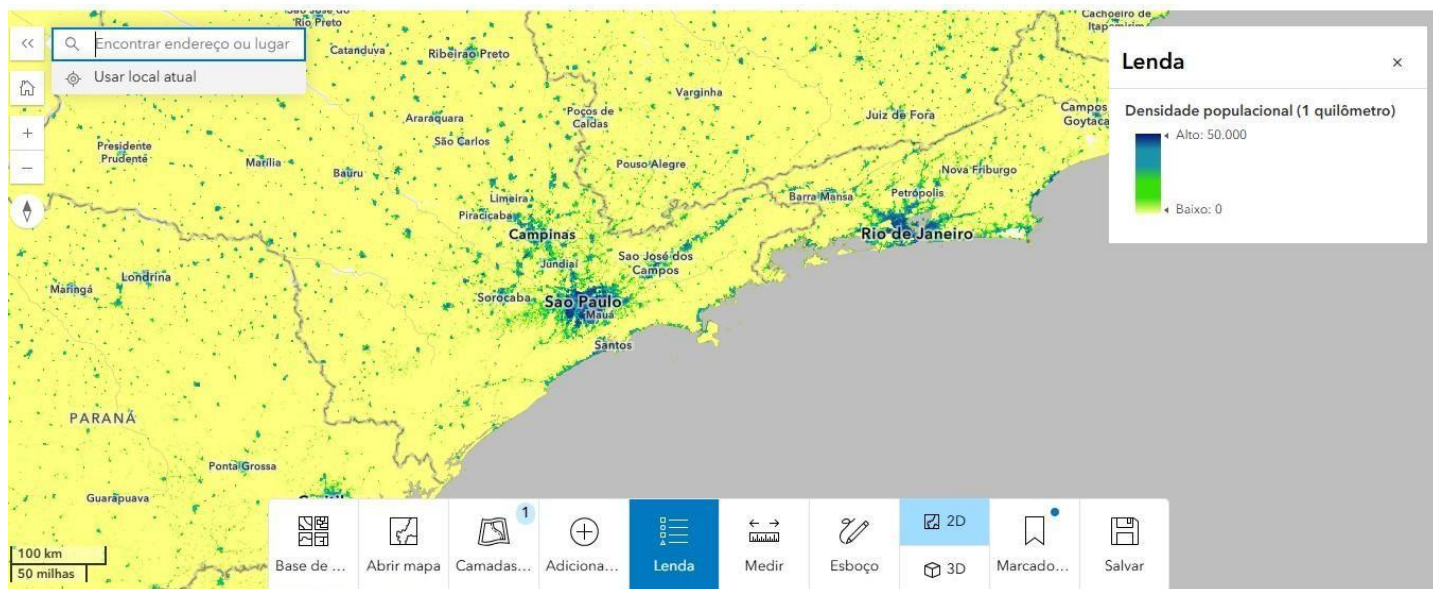 Rio Preto
Cachoeiro de
Encontrar endereço ou lugar
Usar local atual
Catanduva
Ribeirao Preto
Varginha
Poços de
Caldas
Juiz de Fora
Campos
Goytaca
Araraquara
São Carlos
Presidente
Prudente
Marília
Bauru
Pouso Alegre
Nova Friburgo
Limeira
Piracicaba
Barra Mansa
Petrópolis
Campinas
Rio de Janeiro
Jundiaí
Sao José dos
Campos
Londrina
Maringá
Sorocaba
Sao Paulo
Mauá
Santos
PARANÁ
Ponta Grossa
Guarapuava
Lenda
×
Densidade populacional (1 quilômetro)
Alto: 50.000
Baixo: 0
100 km
50 milhas
Base de ...
Abrir mapa
1
Camadas...
Adiciona...
Lenda
Medir
Esboço
2D
3D
Marcado...
Salvar